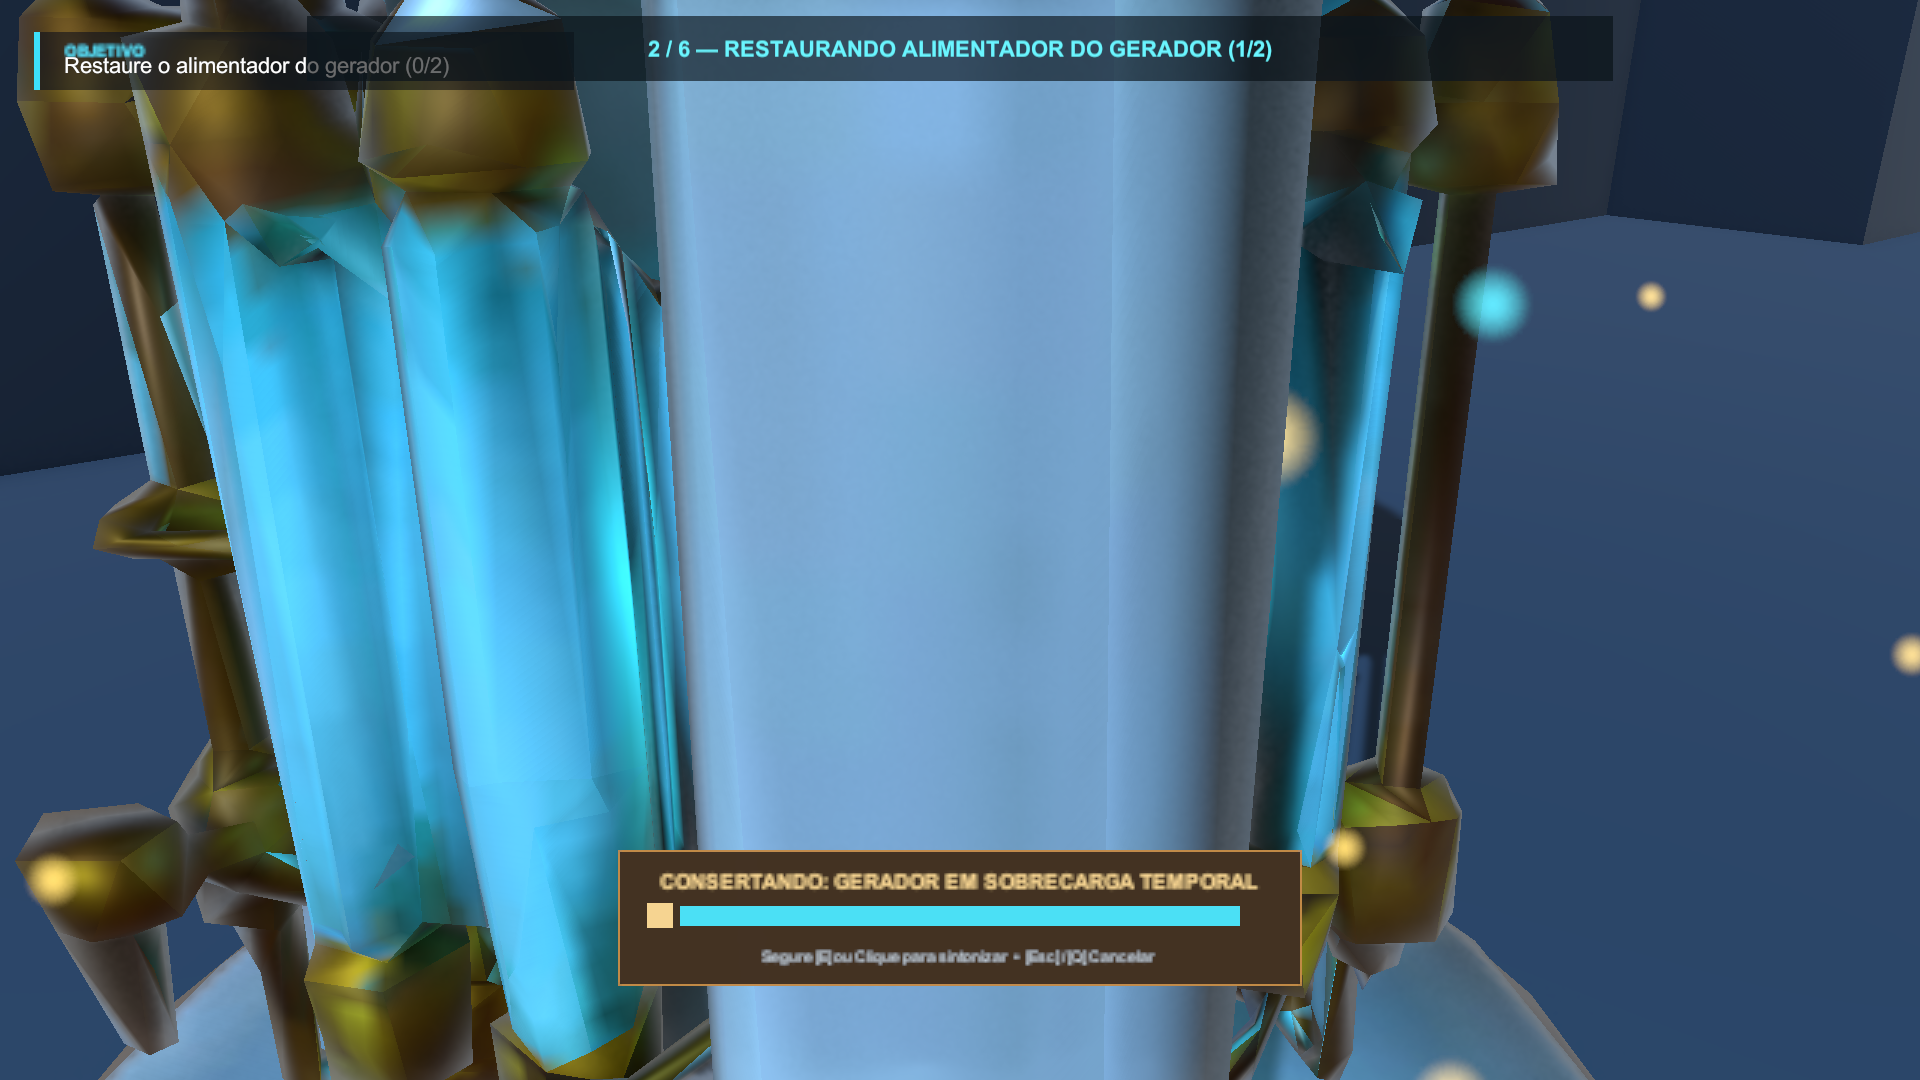 OBJETIVO
Restaure o alimentador do gerador (0/2)
2 / 6 — RESTAURANDO ALIMENTADOR DO GERADOR (1/2)
CONSERTANDO: GERADOR EM SOBRECARGA TEMPORAL
Segure [E] ou Clique para sintonizar • [Esc] / [Q] Cancelar